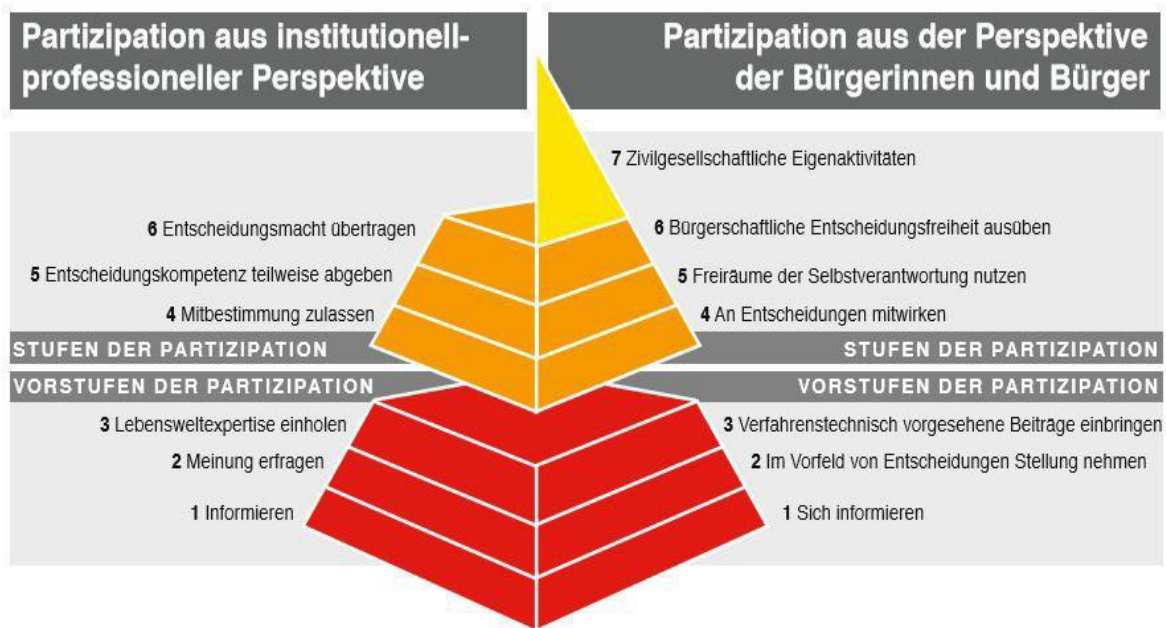 Partizipation aus institutionell-
professioneller Perspektive
Partizipation aus der Perspektive
der Bürgerinnen und Bürger
7 Zivilgesellschaftliche Eigenaktivitäten
6 Entscheidungsmacht übertragen
6 Bürgerschaftliche Entscheidungsfreiheit ausüben
5 Entscheidungskompetenz teilweise abgeben
5 Freiräume der Selbstverantwortung nutzen
4 Mitbestimmung zulassen
4 An Entscheidungen mitwirken
STUFEN DER PARTIZIPATION
STUFEN DER PARTIZIPATION
VORSTUFEN DER PARTIZIPATION
VORSTUFEN DER PARTIZIPATION
3 Lebensweltexpertise einholen
3 Verfahrenstechnisch vorgesehene Beiträge einbringen
2 Meinung erfragen
2 Im Vorfeld von Entscheidungen Stellung nehmen
1 Informieren
1 Sich informieren